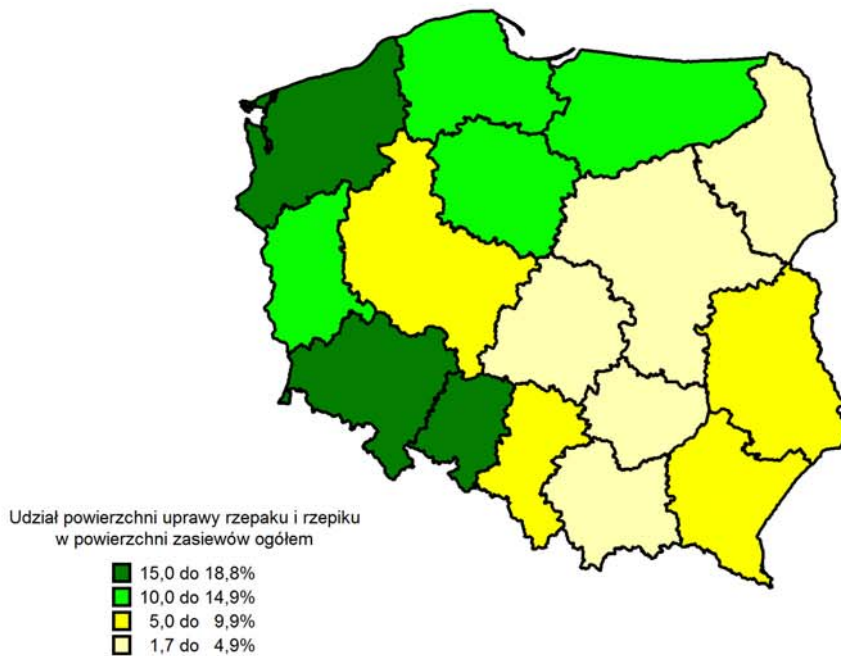 Udział powierzchni uprawy rzepaku i rzepiku
w powierzchni zasiewów ogółem
15,0 do 18,8%
10,0 do 14,9%
5,0 do 9,9%
1,7 do 4,9%